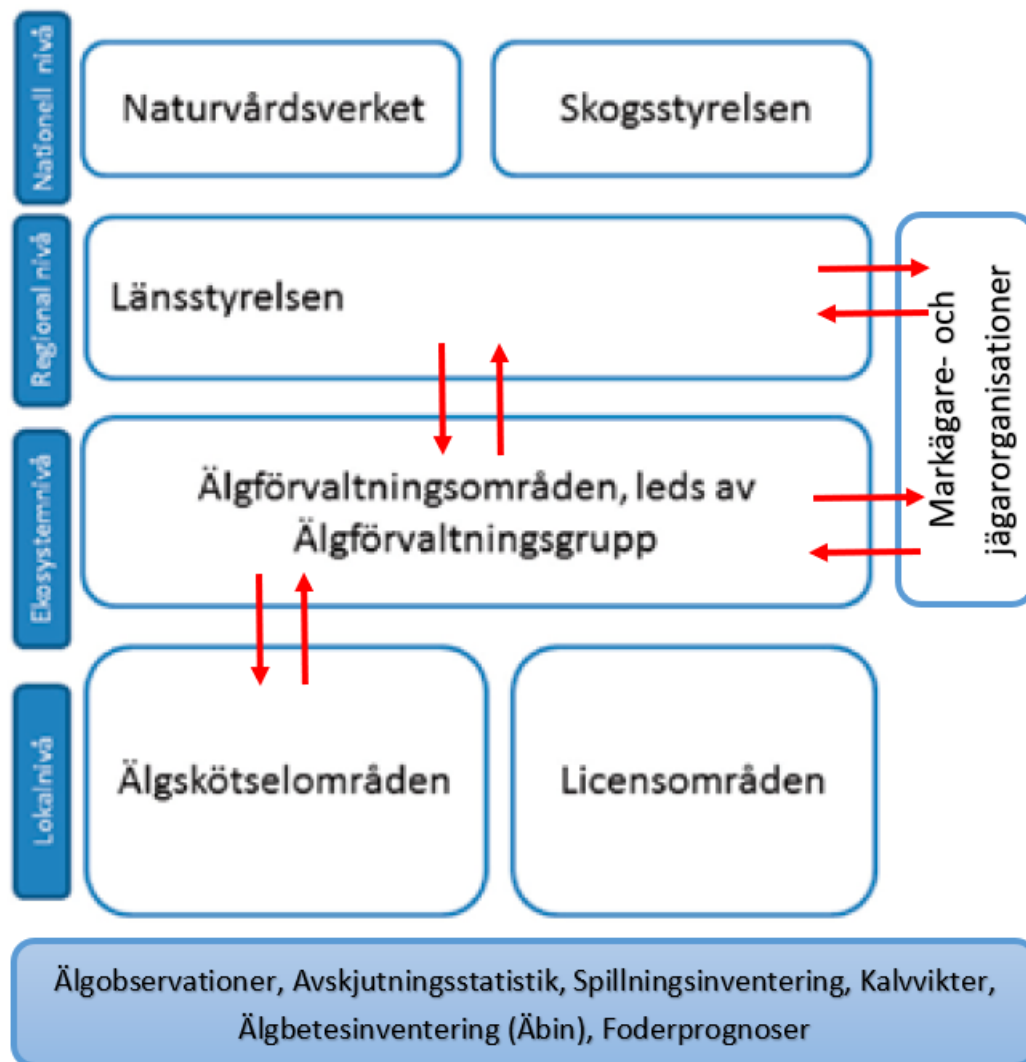 Nationell nivå
Naturvårdsverket
Skogsstyrelsen
Regional nivå
Länsstyrelsen
Markägare- och
jägarorganisationer
Ekosystemnivå
Älgförvaltningsområden, leds av
Älgförvaltningsgrupp
Lokalnivå
Älgskötselområden
Licensområden
Älgobservationer, Avskjutningsstatistik, Spillningsinventering, Kalvvikter,
Älgbetesinventering (Äbin), Foderprognoser